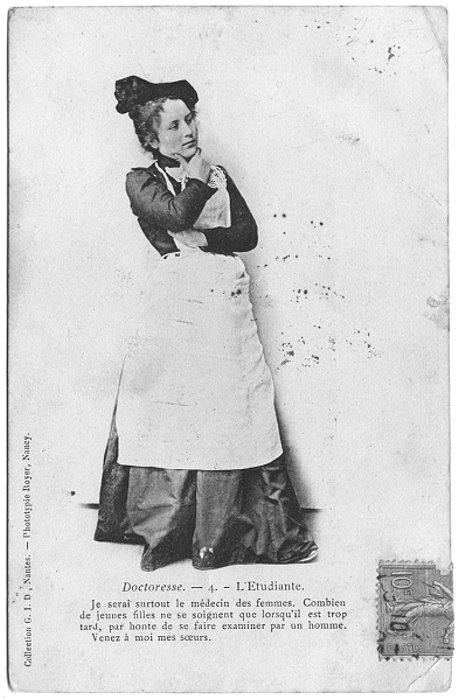 Doctoresse. — 4. - L'Etudiante.
Je serai surtout le médecin des femmes. Combien
de jeunes filles ne se soignent que lorsqu'il est trop
tard, par honte de se faire examiner par un homme.
Venez à moi mes sœurs.
Collection G. I. D., Nantes. — Phototypie Royer, Nancy.
10